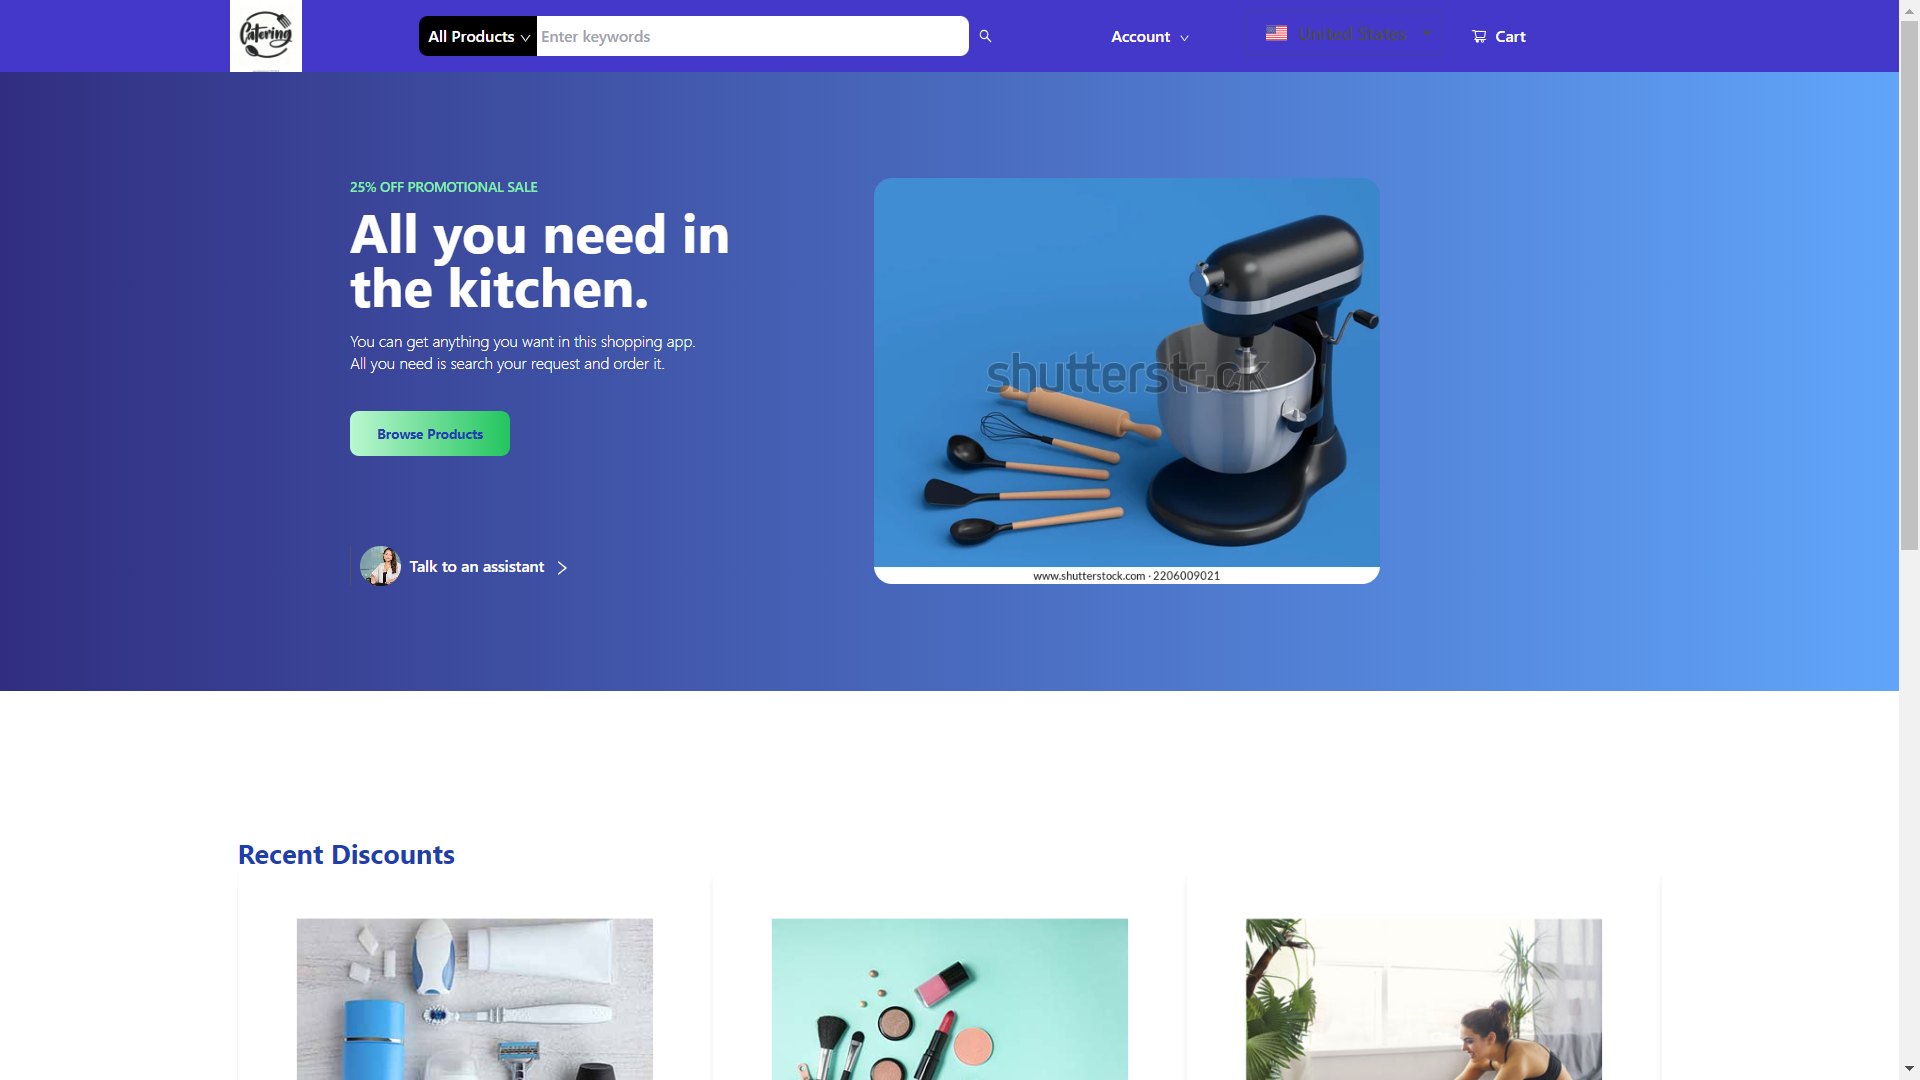 Catering
All Products
Enter keywords
Account
United States
Cart
25% OFF PROMOTIONAL SALE
All you need in
the kitchen.
You can get anything you want in this shopping app.
All you need is search your request and order it.
Browse Products
Talk to an assistant
shutterstock
www.shutterstock.com · 2206009021
Recent Discounts